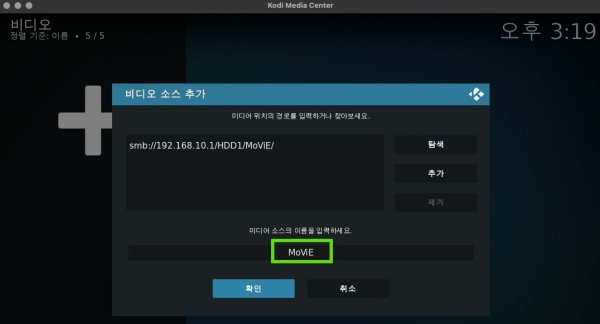 Kodi Media Center
비디오
정렬 기준: 이름 • 5 / 5
오후 3:19
비디오 소스 추가
미디어 위치의 경로를 입력하거나 찾아보세요.
smb://192.168.10.1/HDD1/MoViE/
탐색
추가
제거
미디어 소스의 이름을 입력하세요.
MoViE
확인
취소